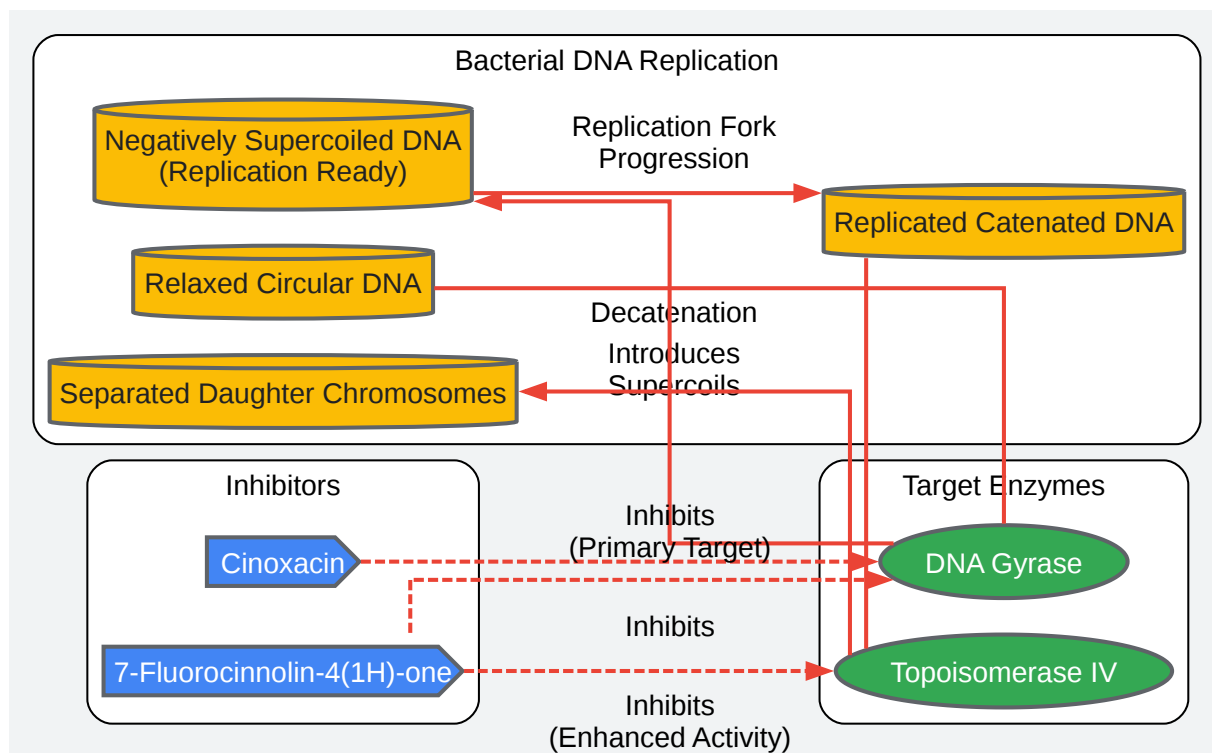 Bacterial DNA Replication
Negatively Supercoiled DNA
(Replication Ready)
Replication Fork
Progression
Replicated Catenated DNA
Relaxed Circular DNA
Decatenation
Introduces
Supercoils
Separated Daughter Chromosomes
Inhibitors
Target Enzymes
Inhibits
(Primary Target)
Cinoxacin
DNA Gyrase
Inhibits
7-Fluorocinnolin-4(1H)-one
Topoisomerase IV
Inhibits
(Enhanced Activity)